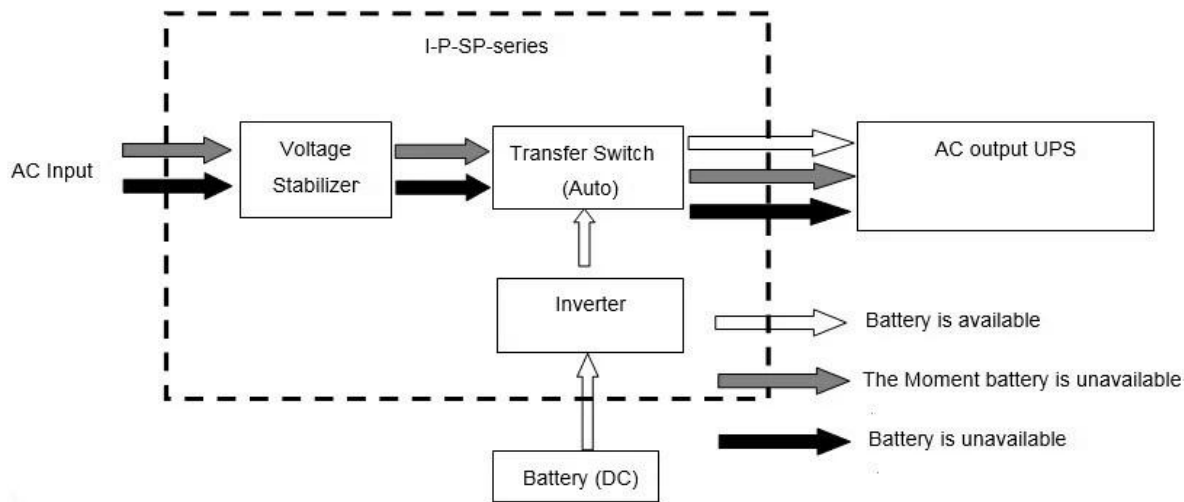 I-P-SP-series
AC Input
Voltage
Stabilizer
Transfer Switch
(Auto)
AC output UPS
Inverter
Battery (DC)
Battery is available
The Moment battery is unavailable
Battery is unavailable